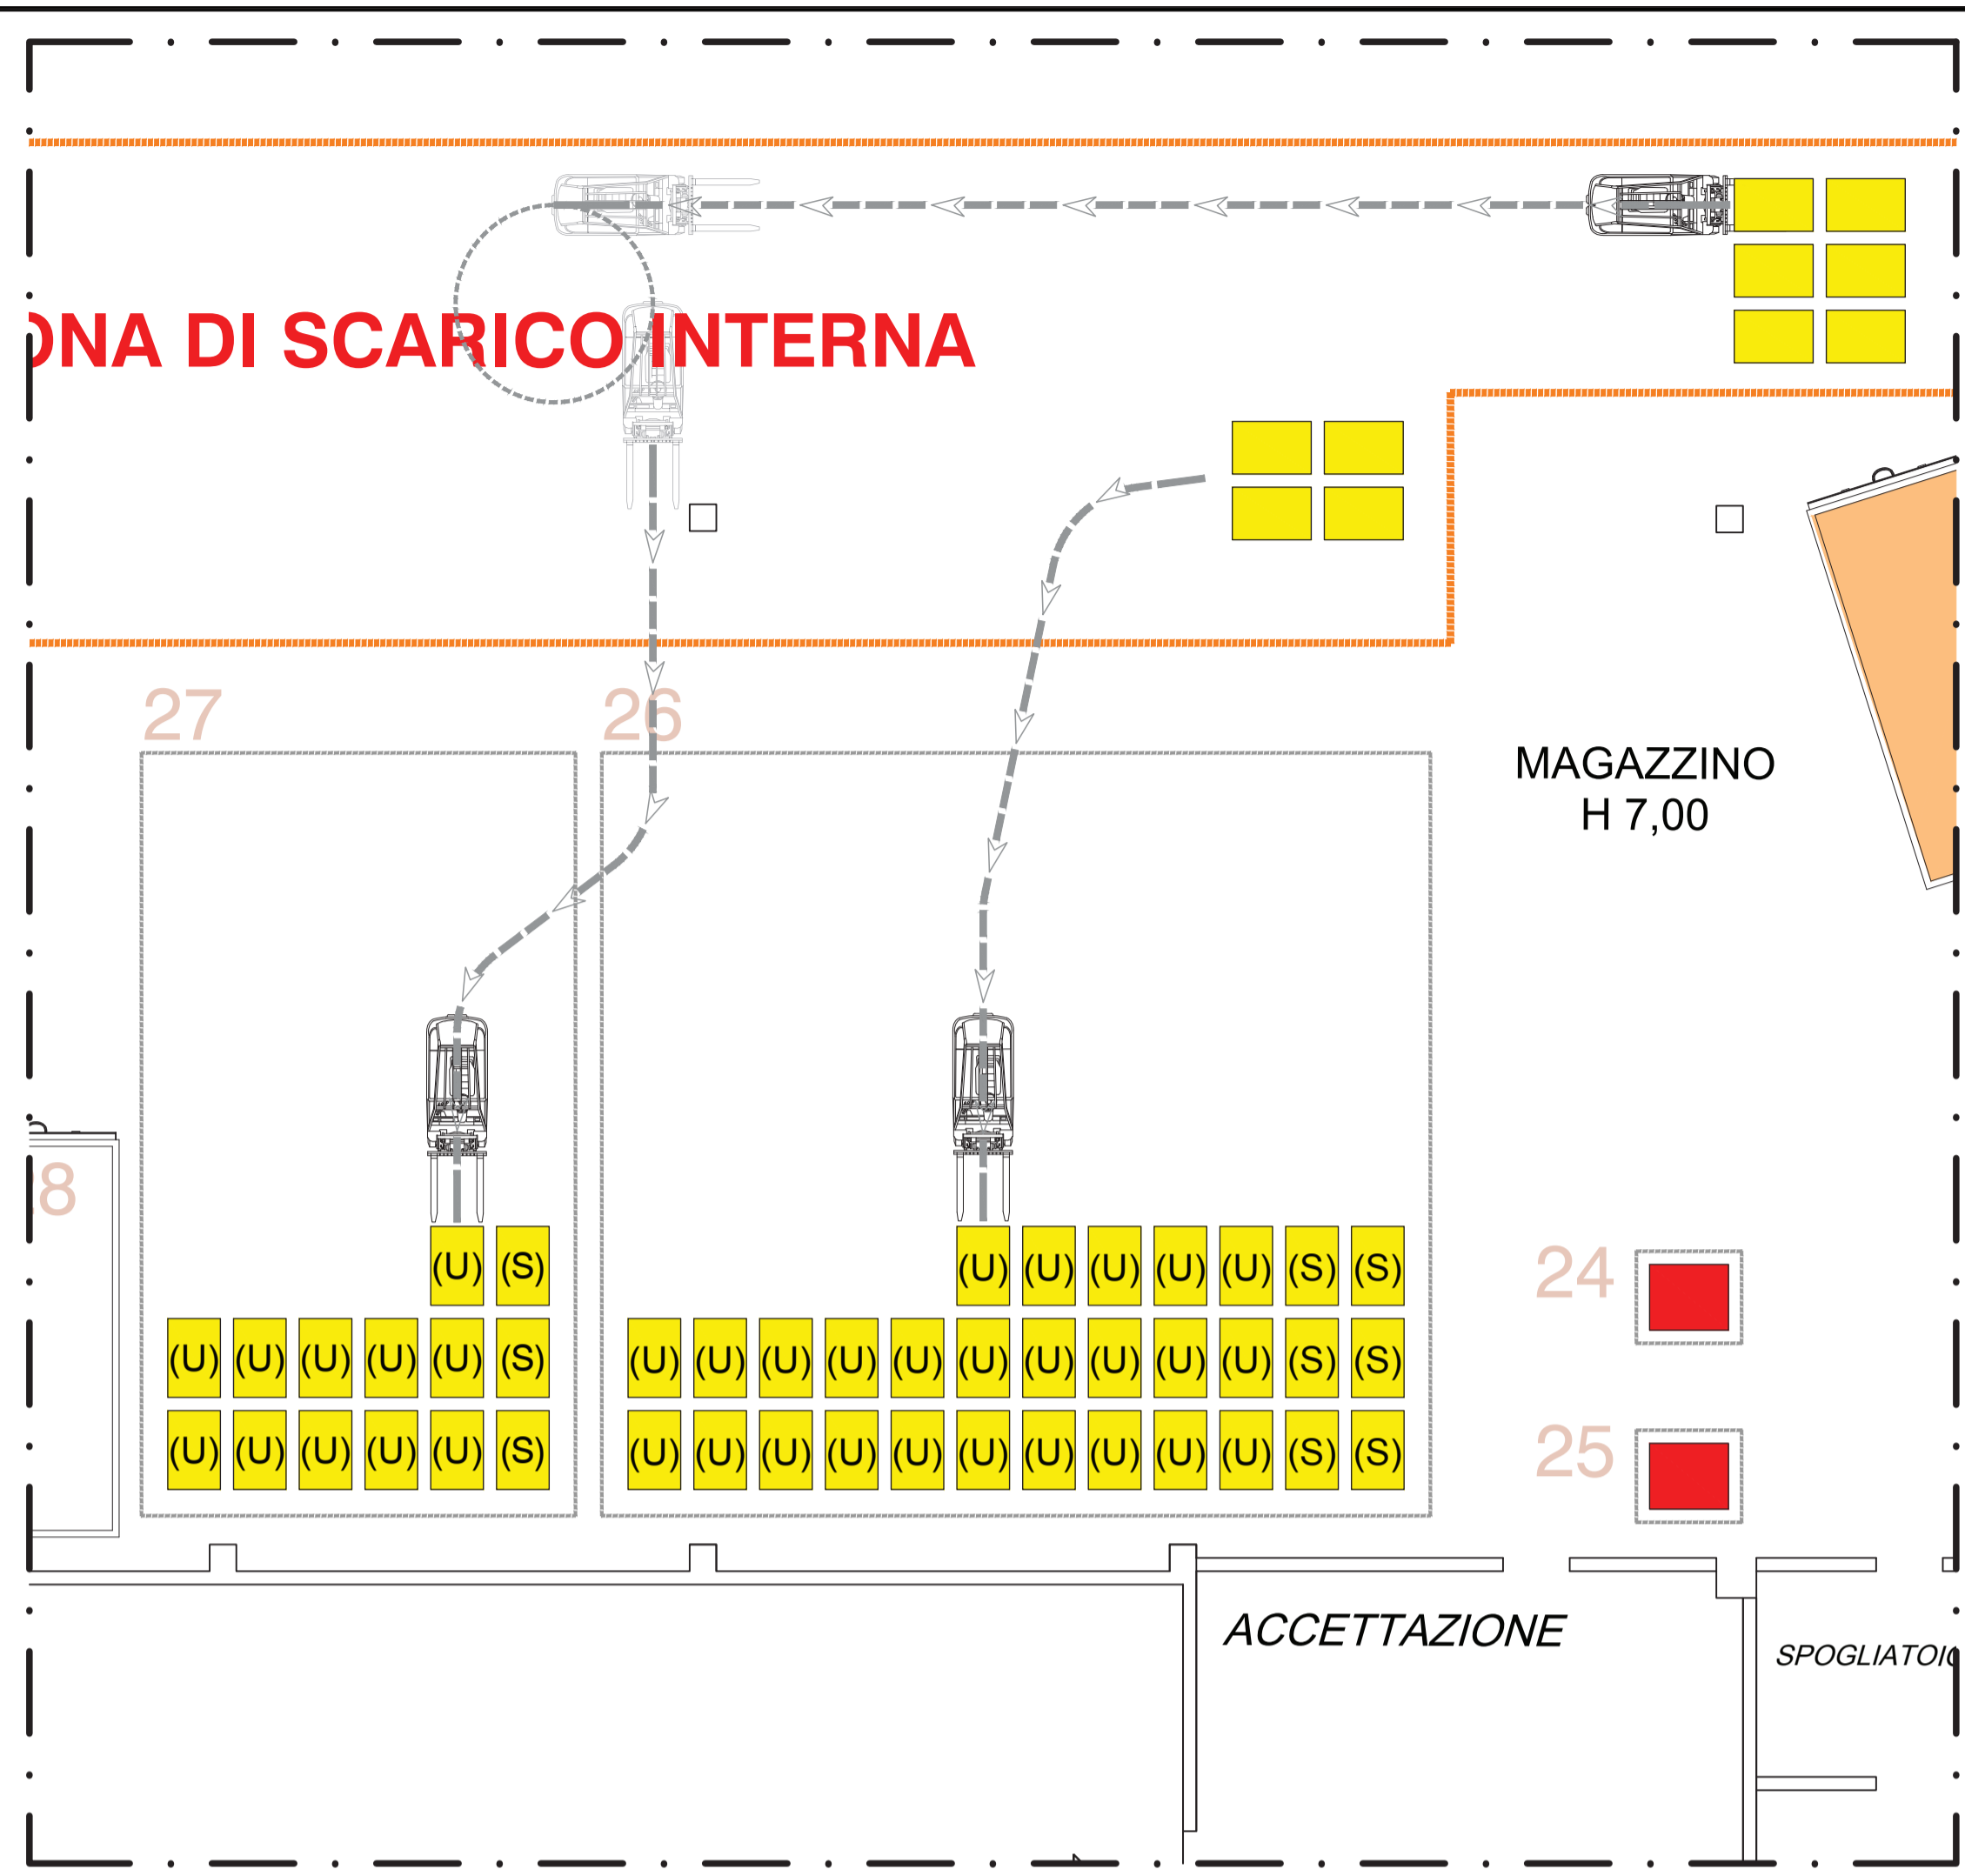 ONA DI SCARICO INTERNA
27
26
MAGAZZINO
H 7,00
8
(U) (S)
(U) (U) (U) (U) (U) (S) (S)
24
(U) (U) (U) (U) (U) (S)
(U) (U) (U) (U) (U) (U) (U) (U) (U) (U) (S) (S)
25
(U) (U) (U) (U) (U) (S)
(U) (U) (U) (U) (U) (U) (U) (U) (U) (U) (S) (S)
ACCETTAZIONE
SPOGLIATOIO